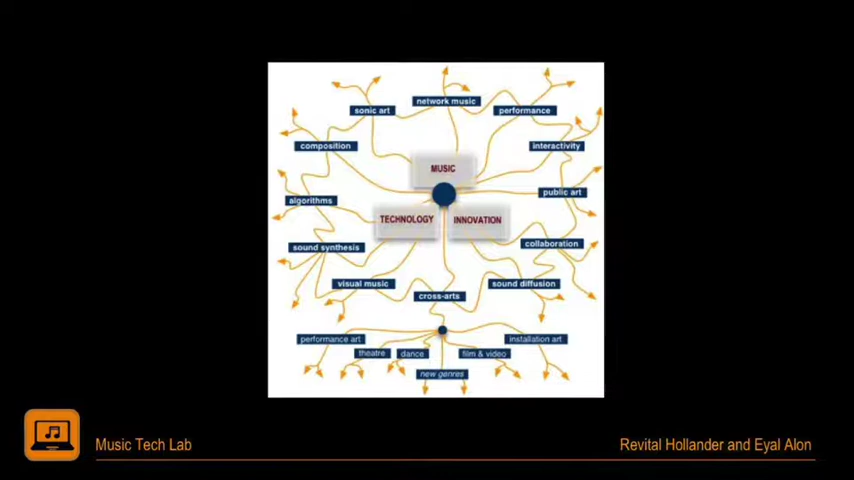 network music
sonic art
performance
composition
interactivity
MUSIC
public art
algorithms
TECHNOLOGY
INNOVATION
sound synthesis
collaboration
visual music
sound diffusion
cross-arts
performance art
installation art
theatre
dance
film & video
new genres
Music Tech Lab
Revital Hollander and Eyal Alon